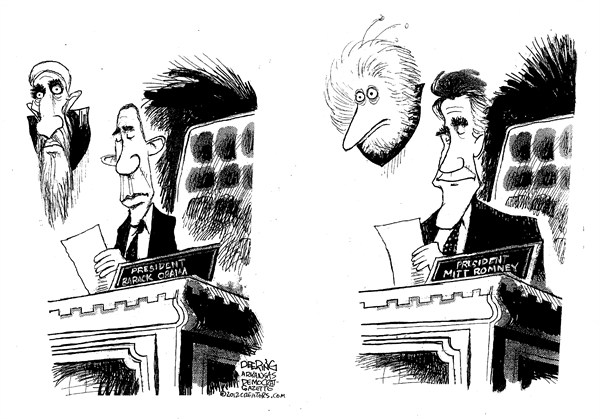 PRESIDENT
BARACK OBAMA
PRESIDENT
MITT ROMNEY
DEERING
ARKANSAS
DEMOCRAT-
GAZETTE
©2012 CREATORS.COM